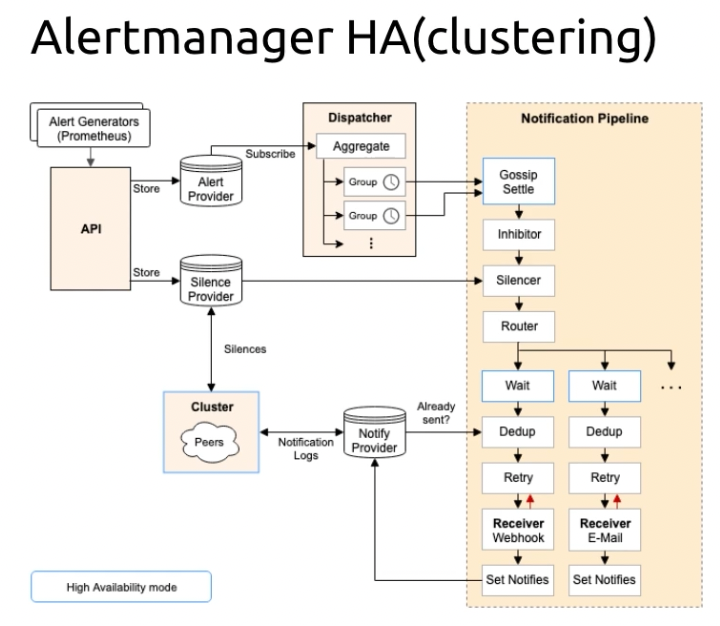 Alertmanager HA(clustering)
Alert Generators
(Prometheus)
API
Store
Alert
Provider
Subscribe
Dispatcher
Aggregate
Group
Group
Store
Silence
Provider
Silences
Cluster
Peers
Notification
Logs
Notify
Provider
Already
sent?
Notification Pipeline
Gossip
Settle
Inhibitor
Silencer
Router
Wait
Wait
...
Dedup
Dedup
Retry
Retry
Receiver
Webhook
Receiver
E-Mail
Set Notifies
Set Notifies
High Availability mode